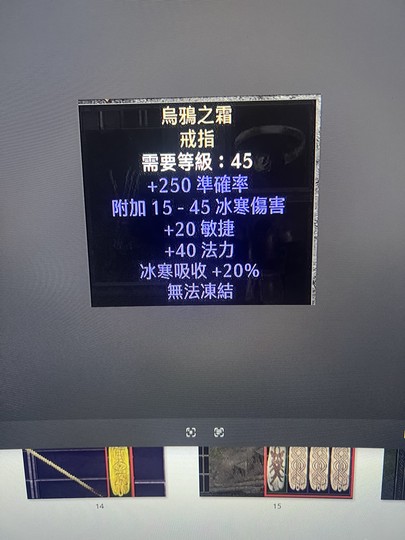 烏鴉之霜
戒指
需要等級：45
+250 準確率
附加 15 - 45 冰寒傷害
+20 敏捷
+40 法力
冰寒吸收 +20%
無法凍結
14
15